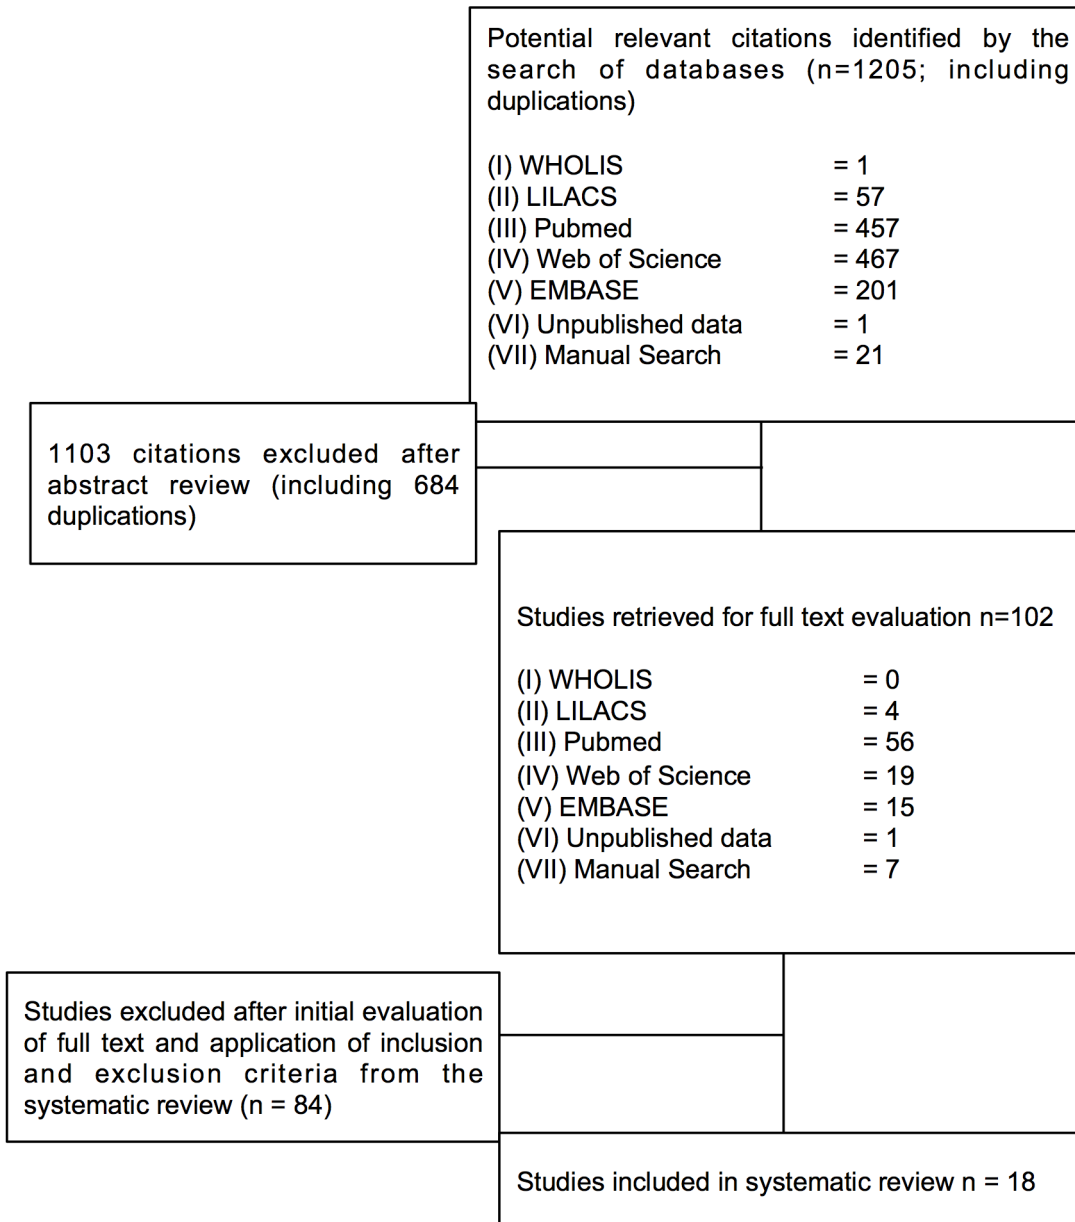 Potential relevant citations identified by the
search of databases (n=1205; including
duplications)
(I) WHOLIS = 1
(II) LILACS = 57
(III) Pubmed = 457
(IV) Web of Science = 467
(V) EMBASE = 201
(VI) Unpublished data = 1
(VII) Manual Search = 21
1103 citations excluded after
abstract review (including 684
duplications)
Studies retrieved for full text evaluation n=102
(I) WHOLIS = 0
(II) LILACS = 4
(III) Pubmed = 56
(IV) Web of Science = 19
(V) EMBASE = 15
(VI) Unpublished data = 1
(VII) Manual Search = 7
Studies excluded after initial evaluation
of full text and application of inclusion
and exclusion criteria from the
systematic review (n = 84)
Studies included in systematic review n = 18